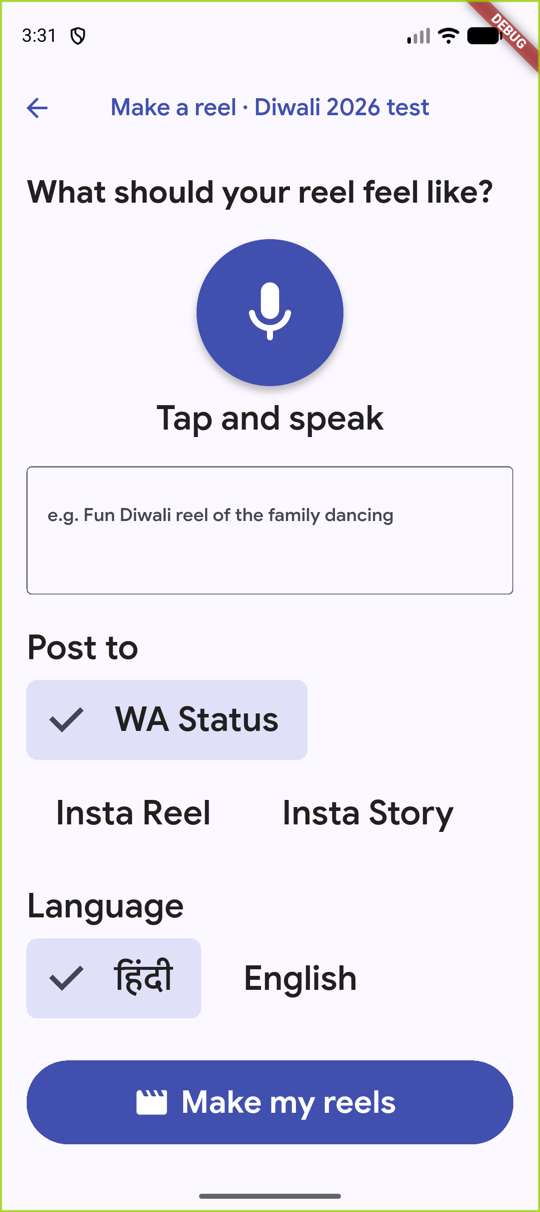 3:31
DEBUG
Make a reel · Diwali 2026 test
What should your reel feel like?
Tap and speak
e.g. Fun Diwali reel of the family dancing
Post to
WA Status
Insta Reel Insta Story
Language
हिंदी English
Make my reels